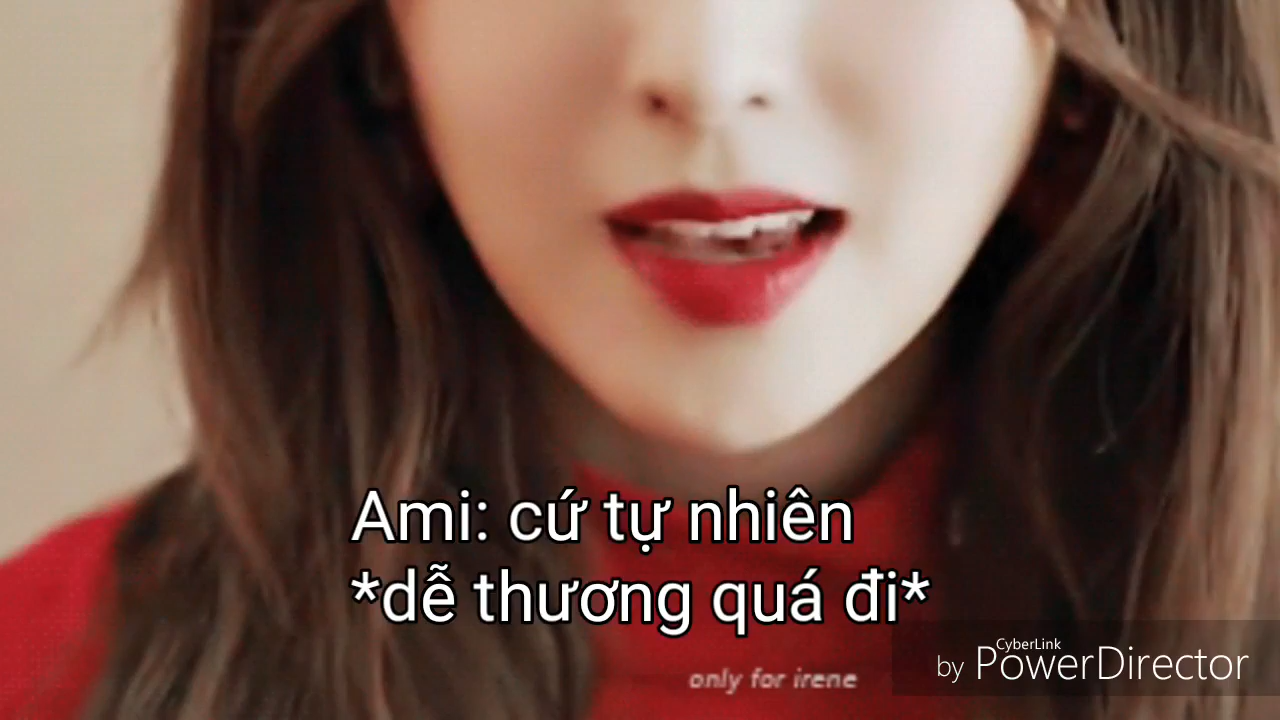 Ami: cứ tự nhiên
*dễ thương quá đi*
only for irene
CyberLink
by PowerDirector